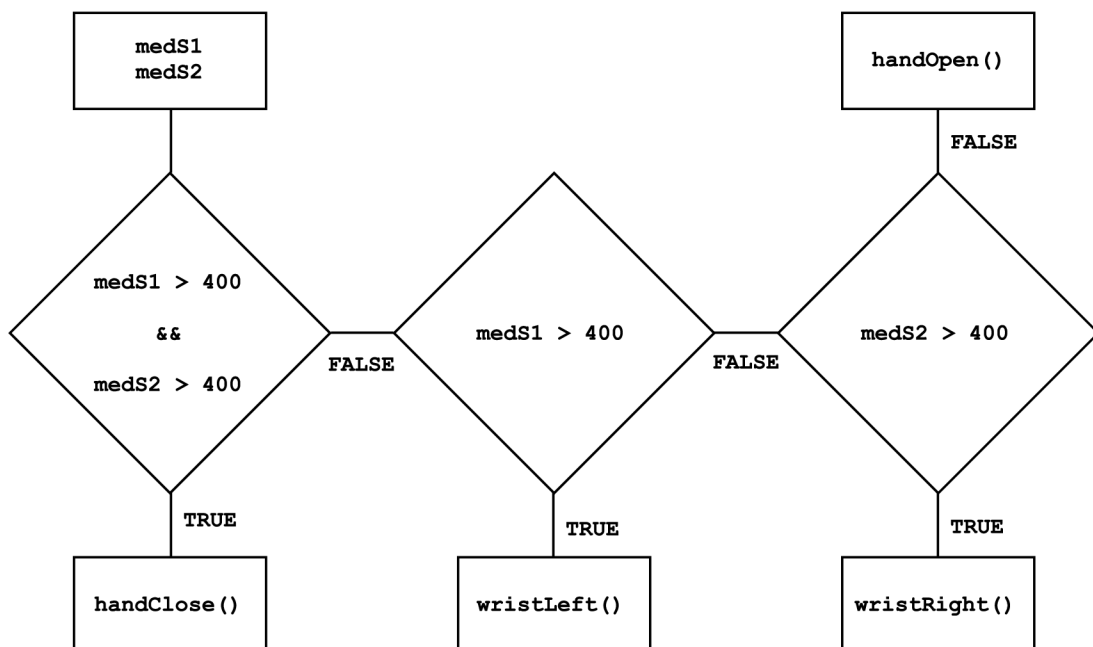 medS1
medS2
handOpen()
FALSE
medS1 > 400
&&
medS2 > 400
FALSE
medS1 > 400
FALSE
medS2 > 400
TRUE
handClose()
TRUE
wristLeft()
TRUE
wristRight()